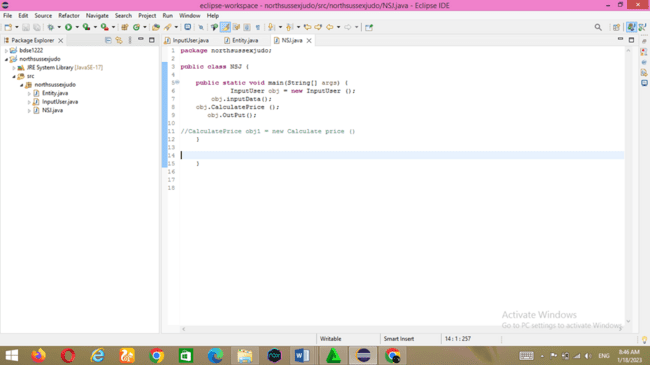 eclipse-workspace - northsussexjudo/src/northsussexjudo/NSJ.java - Eclipse IDE
File Edit Source Refactor Navigate Search Project Run Window Help
Package Explorer
InputUser.java Entity.java NSJ.java
bdse1222
northsussexjudo
JRE System Library [JavaSE-17]
src
northsussexjudo
Entity.java
InputUser.java
NSJ.java
1 package northsussexjudo;
2
3 public class NSJ {
4
5 public static void main(String[] args) {
6 InputUser obj = new InputUser ();
7 obj.inputData();
8 obj.CalculatePrice ();
9 obj.OutPut();
10
11 //CalculatePrice obj1 = new Calculate price ()
12 }
13
14
15 }
16
17
18
Activate Windows
Go to PC settings to activate Windows.
Writable Smart Insert 14 : 1 : 257
ENG
8:46 AM
1/18/2023